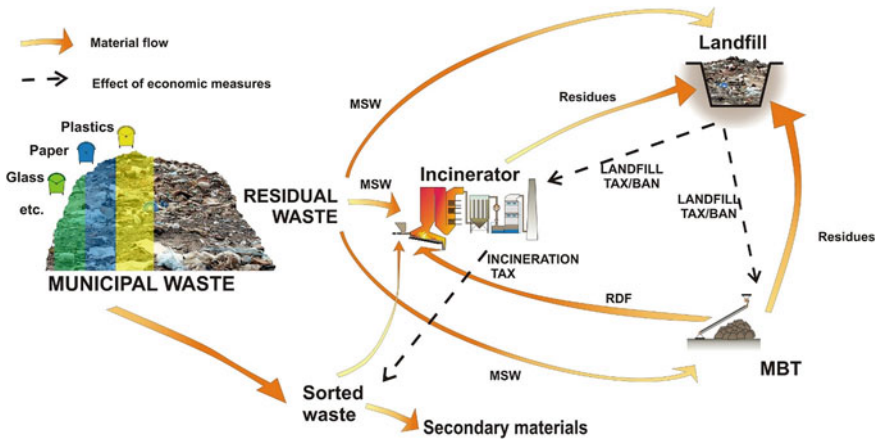 Material flow
Effect of economic measures
Plastics
Paper
Glass
etc.
MUNICIPAL WASTE
RESIDUAL
WASTE
MSW
MSW
MSW
Incinerator
Residues
Landfill
LANDFILL
TAX/BAN
LANDFILL
TAX/BAN
Residues
INCINERATION
TAX
RDF
MBT
Sorted
waste
Secondary materials